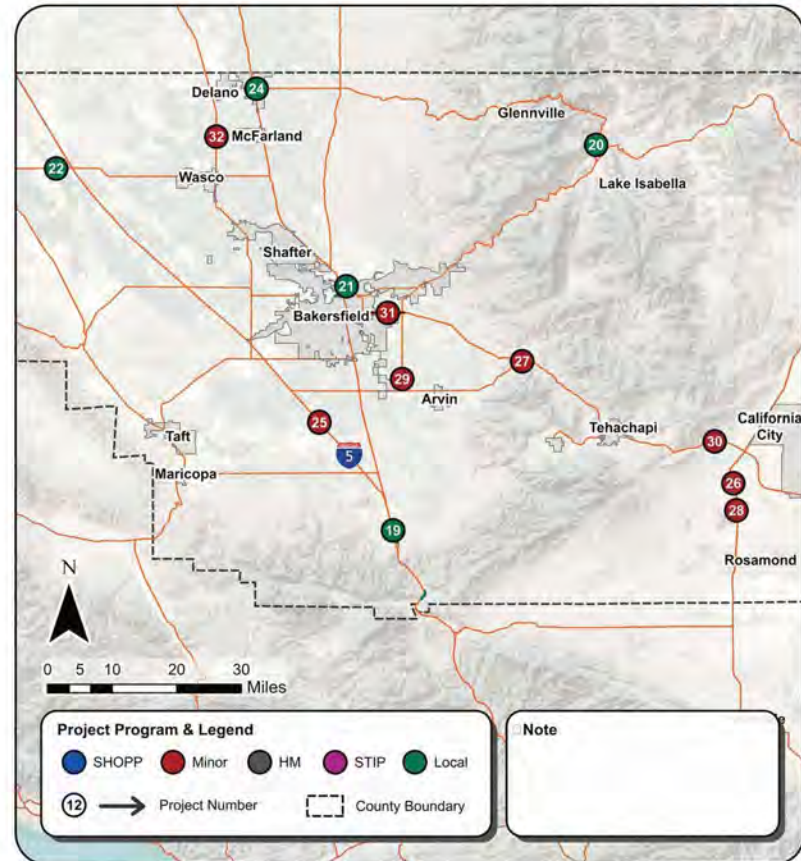 24
Delano
Glennville
32
McFarland
20
22
Wasco
Lake Isabella
Shafter
21
Bakersfield
31
27
29
Arvin
California
City
25
Tehachapi
30
Taft
5
Maricopa
26
28
19
Rosamond
N
0 5 10 20 30
Miles
Project Program & Legend
SHOPP Minor HM STIP Local
12 Project Number County Boundary
Note